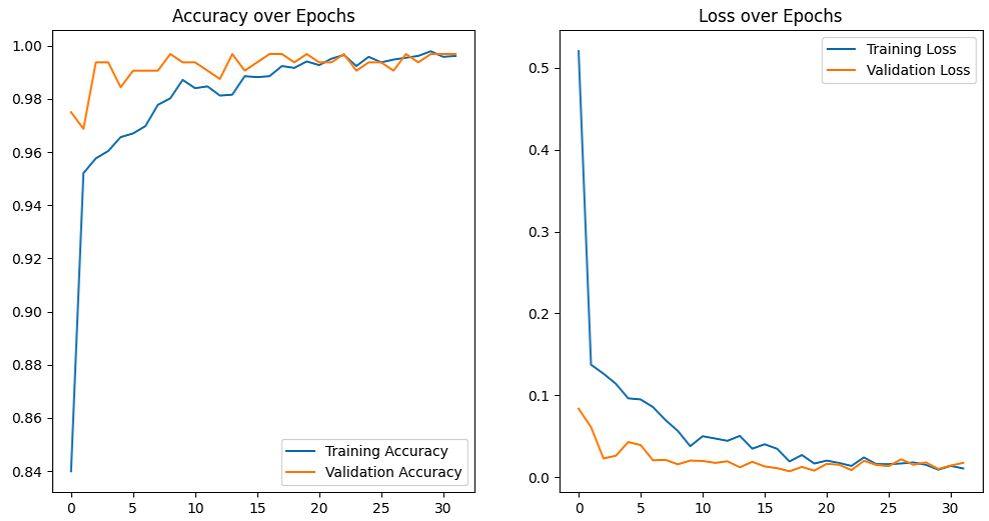 Accuracy over Epochs
1.00
0.98
0.96
0.94
0.92
0.90
0.88
0.86
0.84
0 5 10 15 20 25 30
Training Accuracy
Validation Accuracy
Loss over Epochs
0.5
0.4
0.3
0.2
0.1
0.0
0 5 10 15 20 25 30
Training Loss
Validation Loss